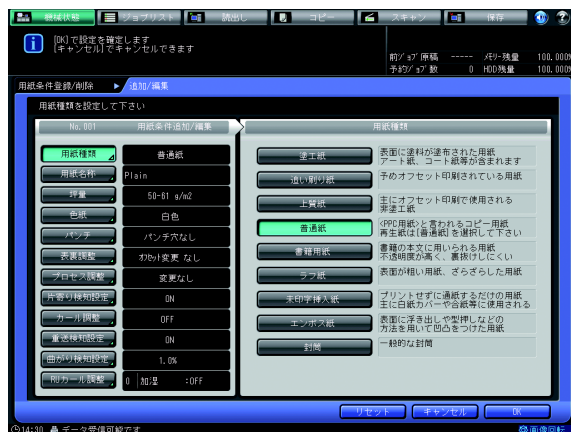 機械状態 ジョブリスト 読出し コピー スキャン 保存
[OK]で設定を確定します
[キャンセル]でキャンセルできます
前ジョブ原稿 ----- メモリー残量 100.000%
予約ジョブ数 0 HDD残量 100.000%
用紙条件登録/削除 追加/編集
用紙種類を設定して下さい
No.001 用紙条件追加/編集
用紙種類
用紙種類 普通紙
用紙名称 Plain
坪量 50-61 g/m2
色紙 白色
パンチ パンチ穴なし
表裏調整 オフセット変更 なし
プロセス調整 変更なし
片寄り検知設定 ON
カール調整 OFF
重送検知設定 ON
曲がり検知設定 1.0%
RUカール調整 0 加湿 :OFF
塗工紙 表面に塗料が塗布された用紙
アート紙、コート紙等が含まれます
追い刷り紙 予めオフセット印刷されている用紙
上質紙 主にオフセット印刷で使用される
非塗工紙
普通紙 <PPC用紙>と言われるコピー用紙
再生紙は[普通紙]を選択して下さい
書籍用紙 書籍の本文に用いられる用紙
不透明度が高く、裏抜けしにくい
ラフ紙 表面が粗い用紙、ざらざらした用紙
未印字挿入紙 プリントせずに通紙するだけの用紙
主に白紙カバーや合紙等に使用される
エンボス紙 表面に浮き出しや型押しなどの
方法を用いて凹凸をつけた用紙
封筒 一般的な封筒
リセット キャンセル OK
14:30 データ受信可能です 画像回転